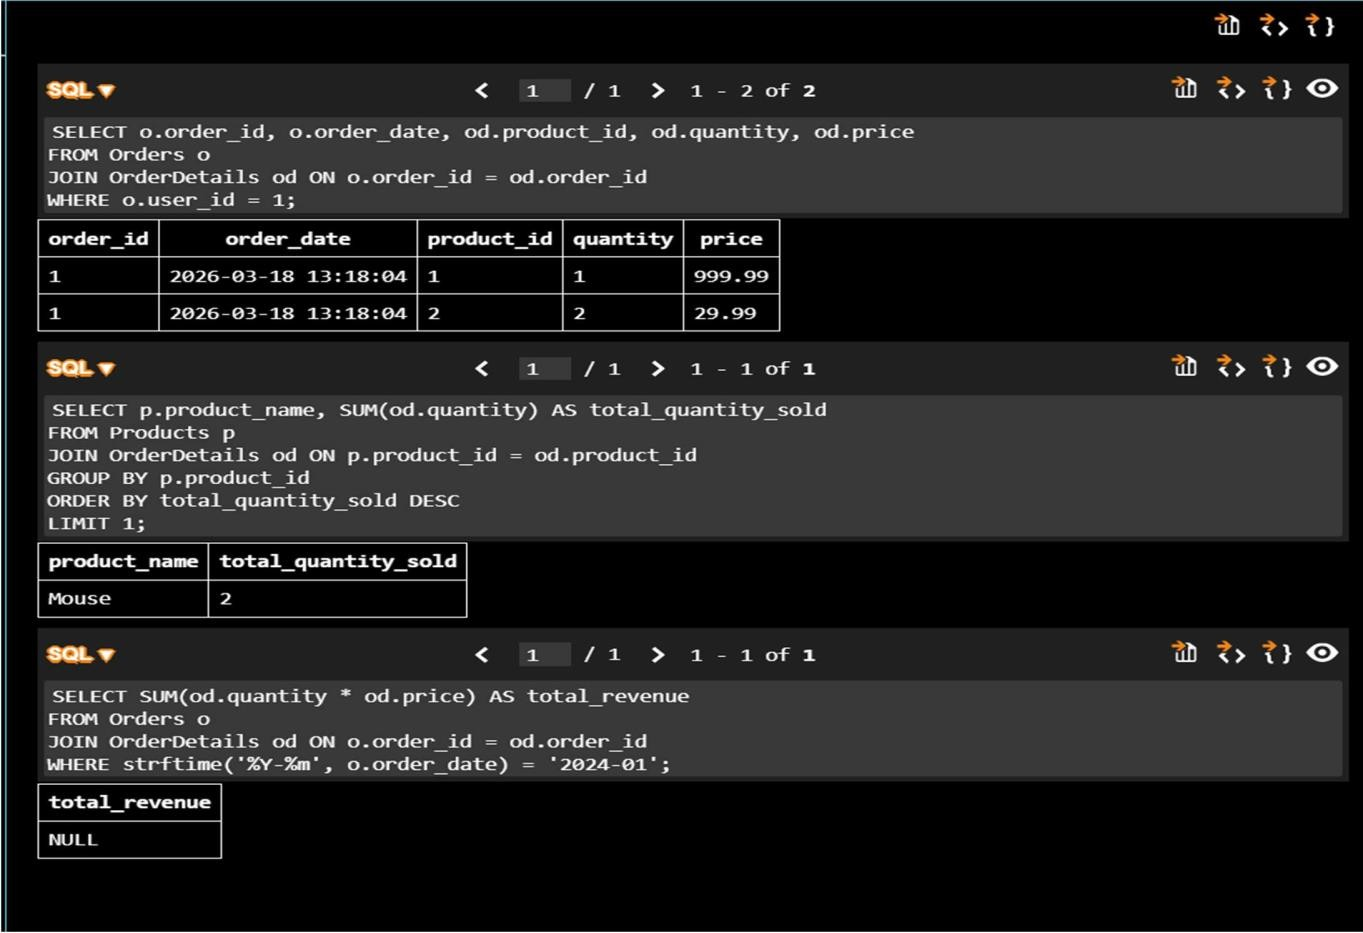 SQL
1 / 1 1 - 2 of 2
SELECT o.order_id, o.order_date, od.product_id, od.quantity, od.price
FROM Orders o
JOIN OrderDetails od ON o.order_id = od.order_id
WHERE o.user_id = 1;
order_id order_date product_id quantity price
1 2026-03-18 13:18:04 1 1 999.99
1 2026-03-18 13:18:04 2 2 29.99
SQL
1 / 1 1 - 1 of 1
SELECT p.product_name, SUM(od.quantity) AS total_quantity_sold
FROM Products p
JOIN OrderDetails od ON p.product_id = od.product_id
GROUP BY p.product_id
ORDER BY total_quantity_sold DESC
LIMIT 1;
product_name total_quantity_sold
Mouse 2
SQL
1 / 1 1 - 1 of 1
SELECT SUM(od.quantity * od.price) AS total_revenue
FROM Orders o
JOIN OrderDetails od ON o.order_id = od.order_id
WHERE strftime('%Y-%m', o.order_date) = '2024-01';
total_revenue
NULL